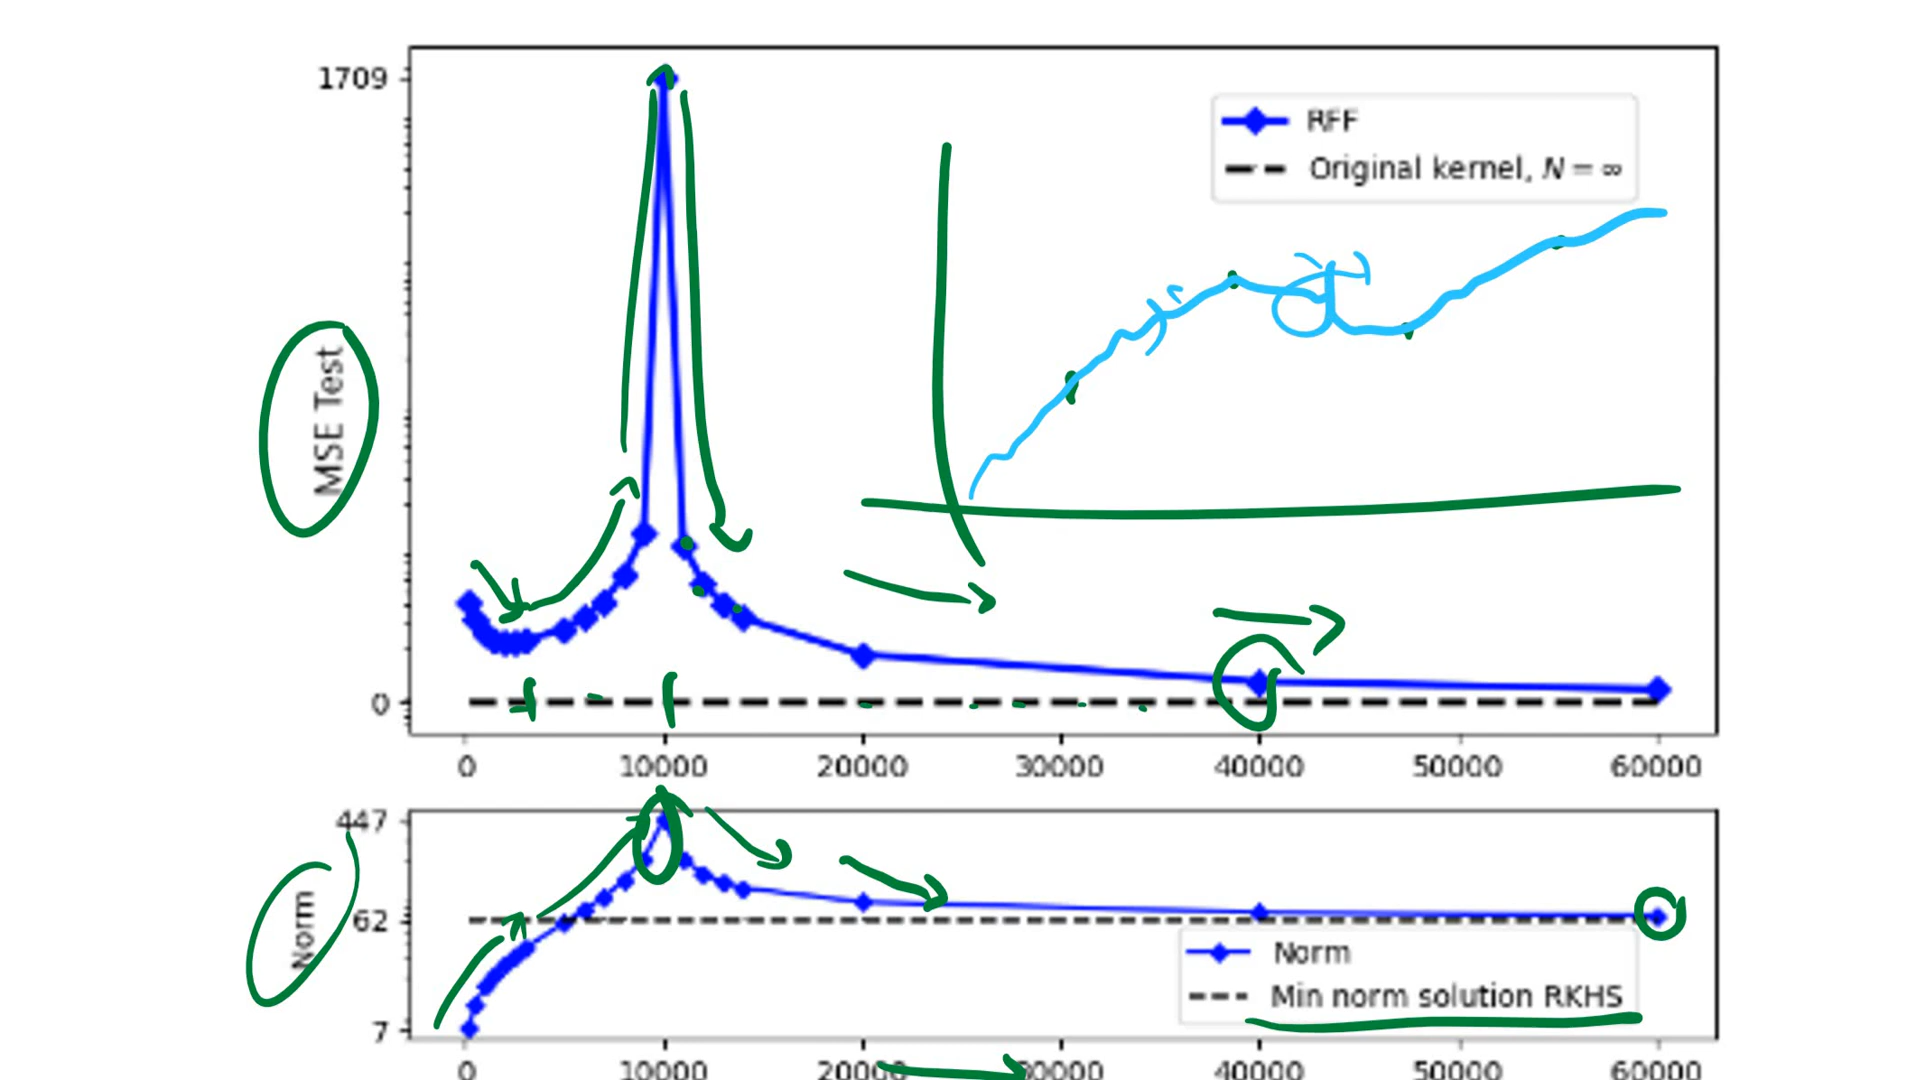 1709
RFF
Original kernel, N = ∞
MSE Test
0
0 10000 20000 30000 40000 50000 60000
447
62
7
Norm
Norm
Min norm solution RKHS
0 10000 20000 30000 40000 50000 60000